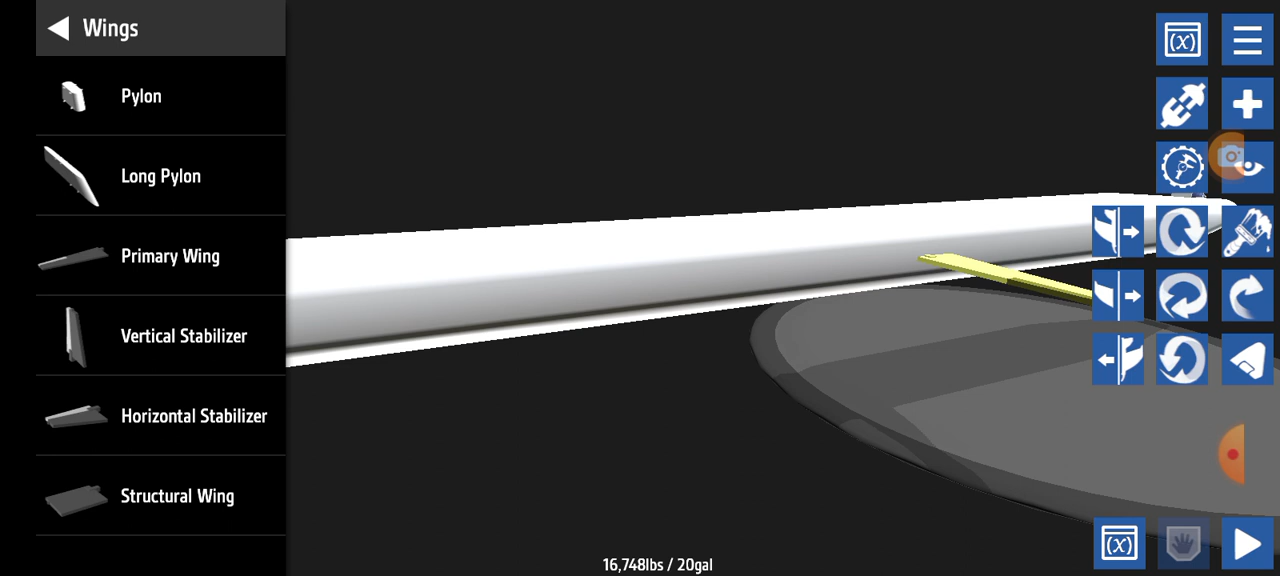 Wings
Pylon
Long Pylon
Primary Wing
Vertical Stabilizer
Horizontal Stabilizer
Structural Wing
(x)
(x)
16,748lbs / 20gal